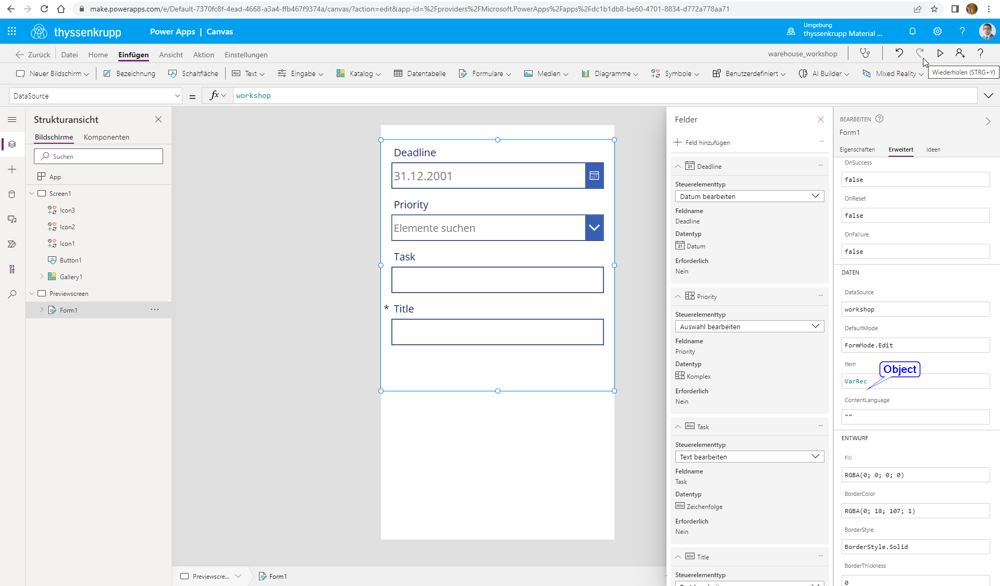 make.powerapps.com/e/Default-7370fc8f-4ead-4668-a3a4-ffb467f9374a/canvas/?action=edit&app-id=%2Fproviders%2FMicrosoft.PowerApps%2Fapps%2Fdc1b1db8-be60-4701-8834-d772a778aa71
thyssenkrupp
Power Apps | Canvas
Umgebung
thyssenkrupp Material ...
Zurück
Datei
Home
Einfügen
Ansicht
Aktion
Einstellungen
warehouse_workshop
Neuer Bildschirm
Bezeichnung
Schaltfläche
Text
Eingabe
Katalog
Datentabelle
Formulare
Medien
Diagramme
Symbole
Benutzerdefiniert
AI Builder
Mixed Reality
Wiederholen (STRG+Y)
DataSource
=
fx
workshop
Strukturansicht
Bildschirme
Komponenten
Suchen
App
Screen1
Icon3
Icon2
Icon1
Button1
Gallery1
Previewscreen
Form1
...
Deadline
31.12.2001
Priority
Elemente suchen
Task
* Title
Previewscre...
Form1
Felder
Feld hinzufügen
...
21 Deadline
...
Steuerelementtyp
Datum bearbeiten
Feldname
Deadline
Datentyp
21 Datum
Erforderlich
Nein
Priority
...
Steuerelementtyp
Auswahl bearbeiten
Feldname
Priority
Datentyp
Komplex
Erforderlich
Nein
Abc Task
...
Steuerelementtyp
Text bearbeiten
Feldname
Task
Datentyp
Abc Zeichenfolge
Erforderlich
Nein
Abc Title
...
Steuerelementtyp
BEARBEITEN
Form1
Eigenschaften
Erweitert
Ideen
OnSuccess
false
OnReset
false
OnFailure
false
DATEN
DataSource
workshop
DefaultMode
FormMode.Edit
Item
Object
VarRec
ContentLanguage
""
ENTWURF
Fill
RGBA(0; 0; 0; 0)
BorderColor
RGBA(0; 18; 107; 1)
BorderStyle
BorderStyle.Solid
BorderThickness
0